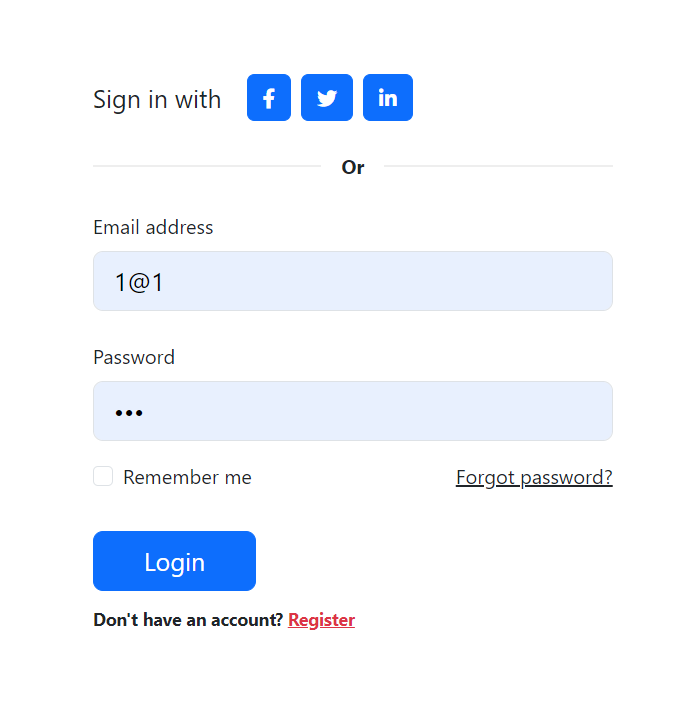 Sign in with
Or
Email address
1@1
Password
•••
Remember me Forgot password?
Login
Don't have an account? Register